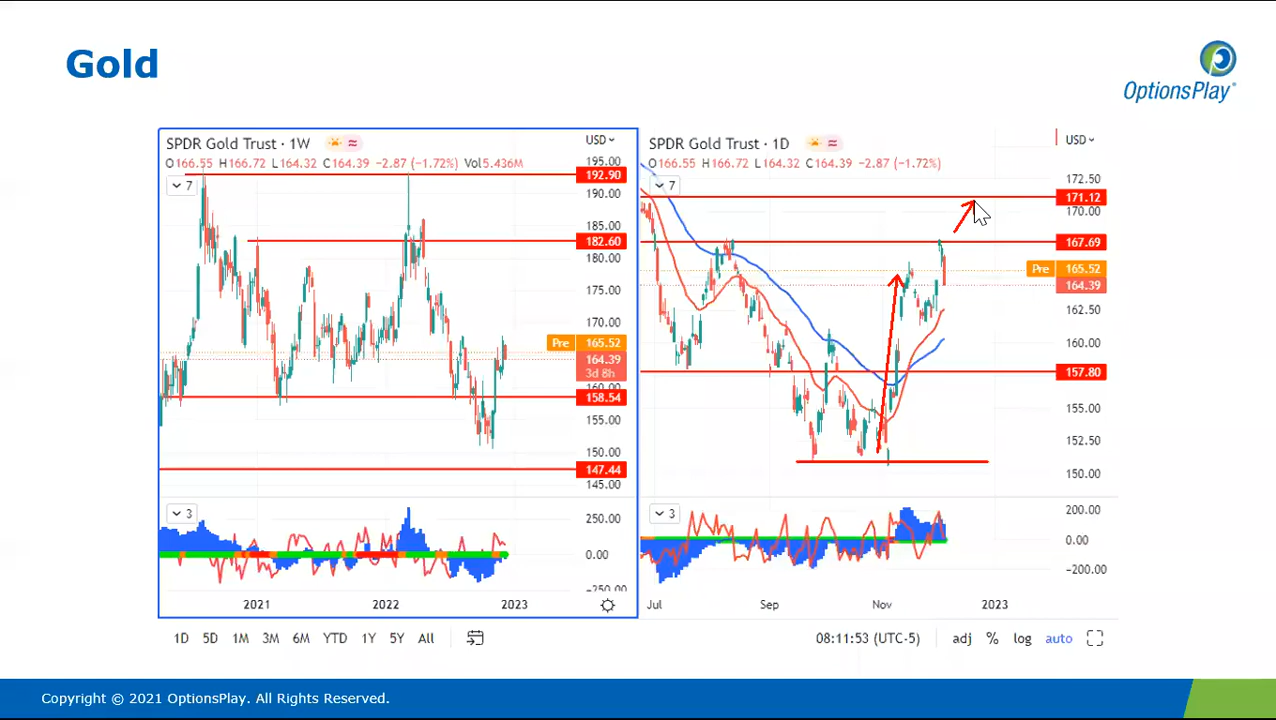 Gold
OptionsPlay
SPDR Gold Trust · 1W
USD
O166.55 H166.72 L164.32 C164.39 −2.87 (−1.72%) Vol5.436M
7
195.00
192.90
190.00
185.00
182.60
180.00
175.00
170.00
Pre 165.52
164.39
3d 8h
160.00
158.54
155.00
150.00
147.44
145.00
3
250.00
0.00
−250.00
2021 2022 2023
SPDR Gold Trust · 1D
USD
O166.55 H166.72 L164.32 C164.39 −2.87 (−1.72%)
7
172.50
171.12
170.00
167.69
Pre 165.52
164.39
162.50
160.00
157.80
155.00
152.50
150.00
3
200.00
0.00
−200.00
Jul Sep Nov 2023
1D 5D 1M 3M 6M YTD 1Y 5Y All
08:11:53 (UTC-5) adj % log auto
Copyright © 2021 OptionsPlay. All Rights Reserved.